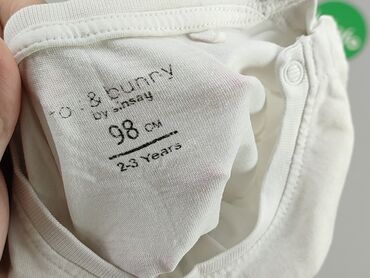 & bunny
by sinsay
98 CM
2-3 Years